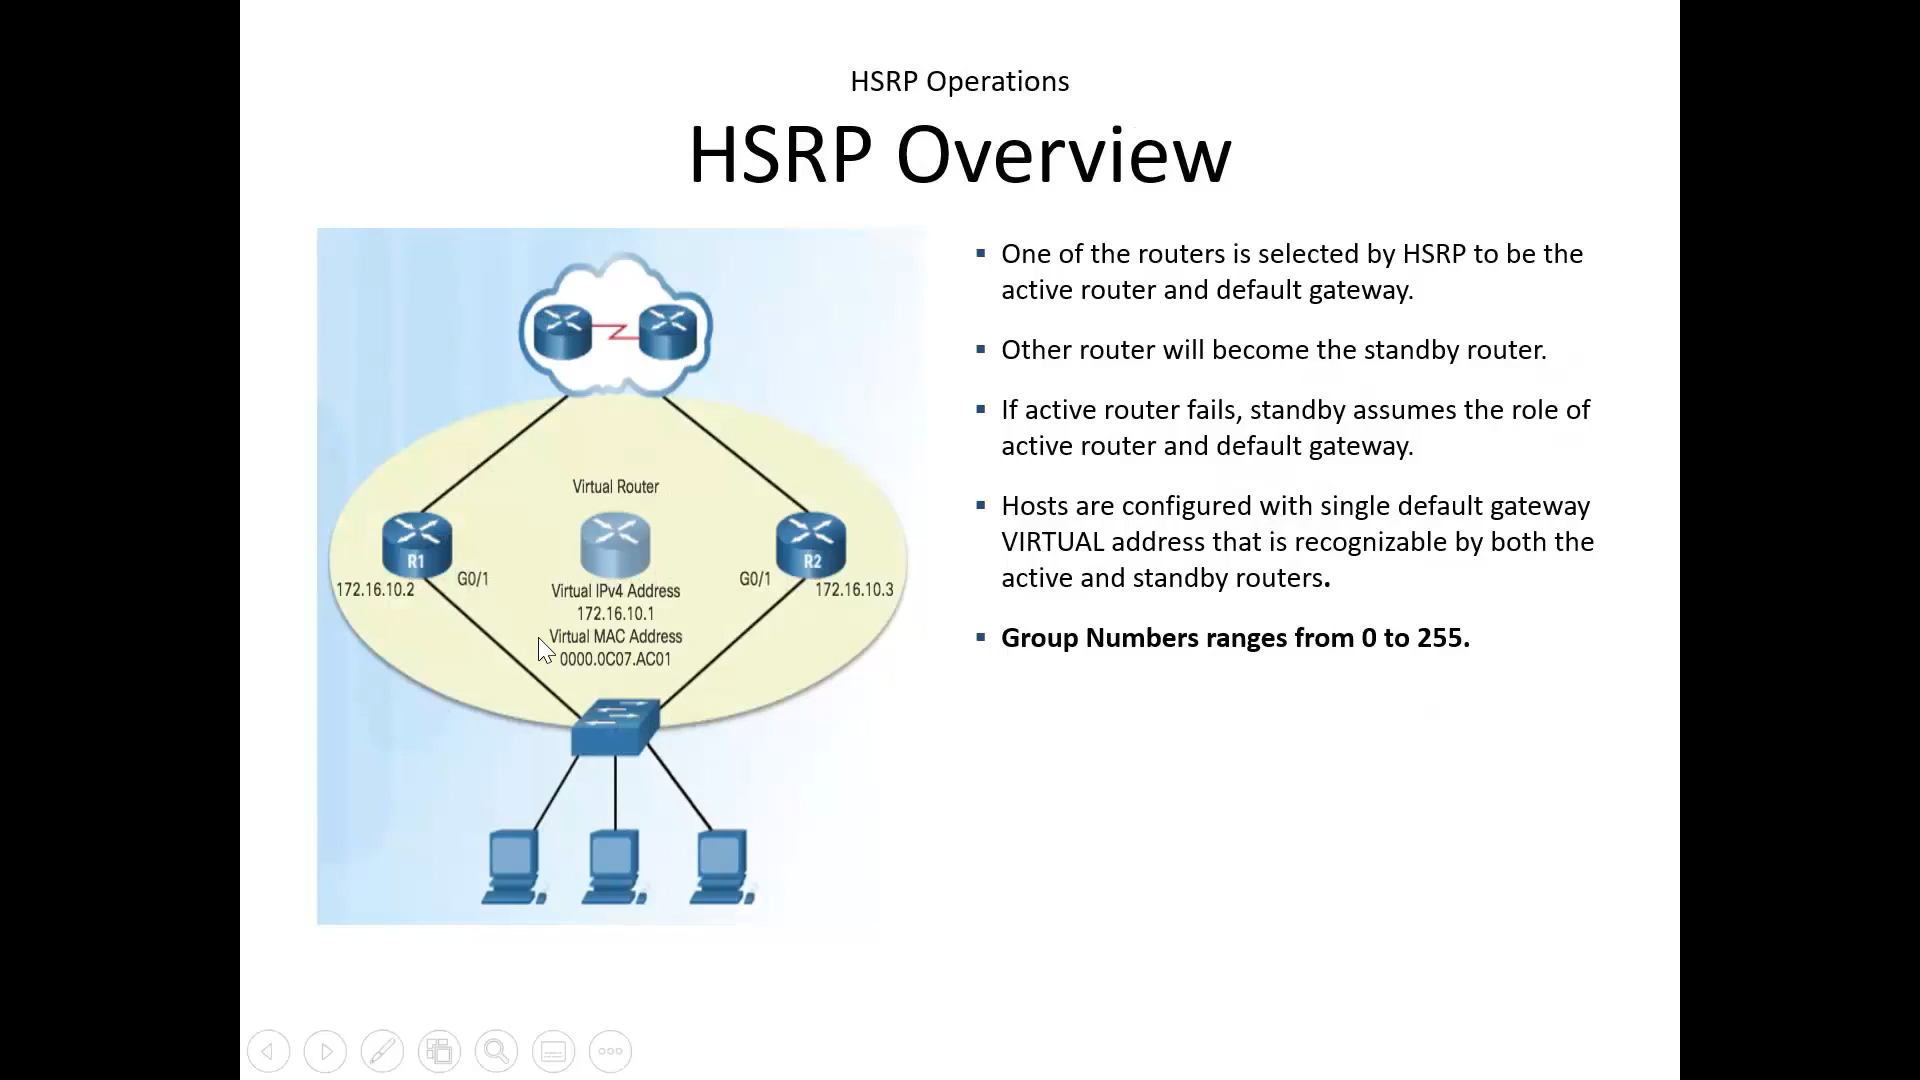 HSRP Operations
HSRP Overview
One of the routers is selected by HSRP to be the
active router and default gateway.
Other router will become the standby router.
If active router fails, standby assumes the role of
active router and default gateway.
Hosts are configured with single default gateway
VIRTUAL address that is recognizable by both the
active and standby routers.
Group Numbers ranges from 0 to 255.
Virtual Router
R1
R2
G0/1
G0/1
172.16.10.2
172.16.10.3
Virtual IPv4 Address
172.16.10.1
Virtual MAC Address
0000.0C07.AC01